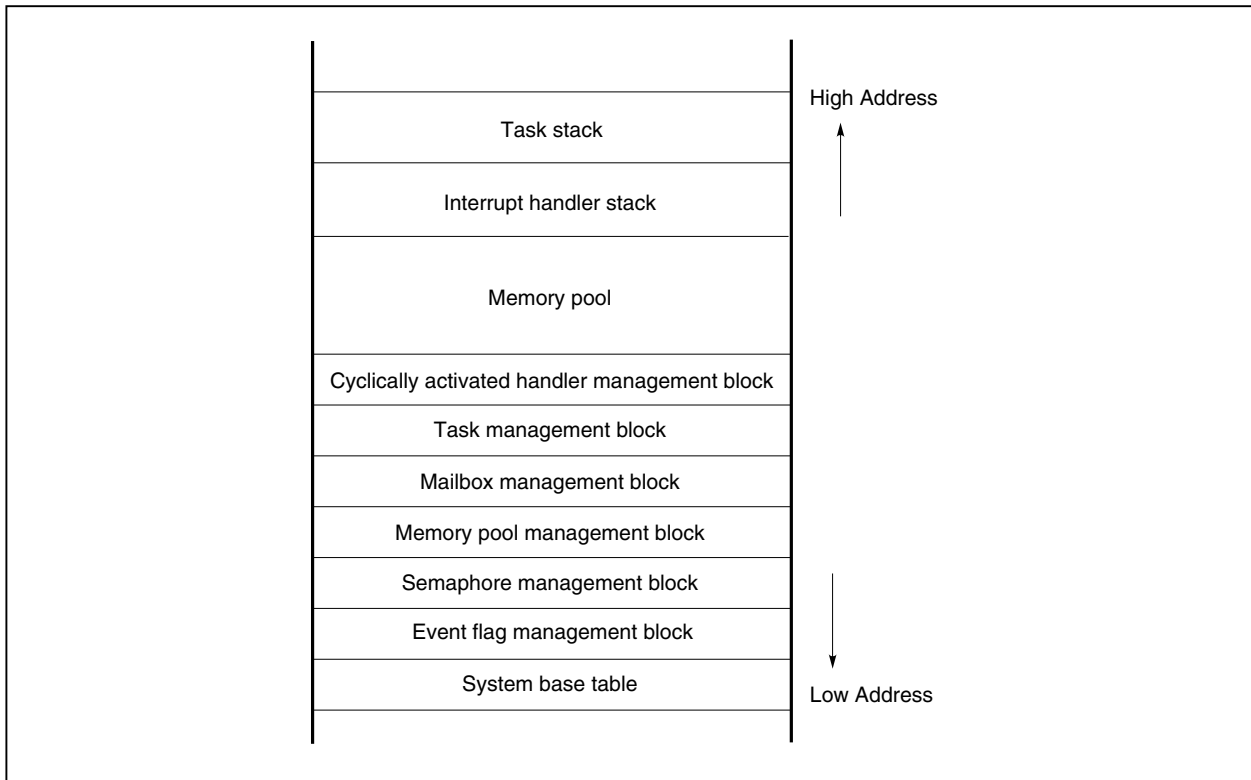 High Address
Task stack
Interrupt handler stack
Memory pool
Cyclically activated handler management block
Task management block
Mailbox management block
Memory pool management block
Semaphore management block
Event flag management block
System base table
Low Address